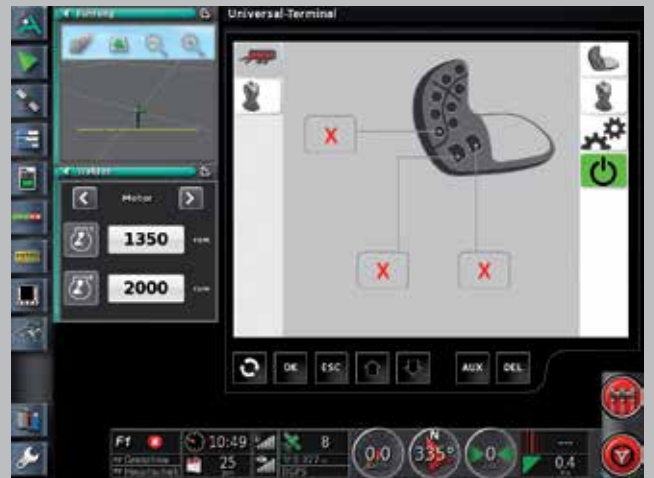 Universal-Terminal
X
X
X
Motor
1350
rpm
2000
rpm
OK
ESC
AUX
DEL
F1
10:49
8
25
DGPS
0,0
N
335°
0
---
0.4